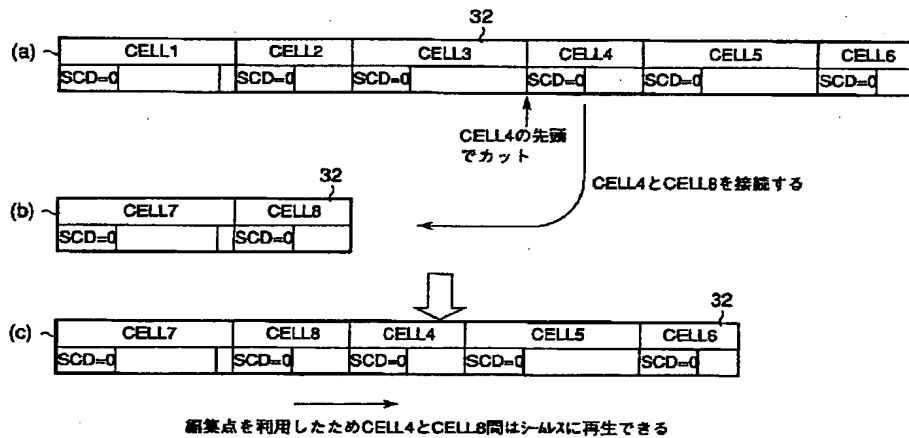 32
(a) CELL1 CELL2 CELL3 CELL4 CELL5 CELL6
SCD=0 SCD=0 SCD=0 SCD=0 SCD=0 SCD=0
CELL4の先頭
でカット
CELL4とCELL8を接続する
32
(b) CELL7 CELL8
SCD=0 SCD=0
32
(c) CELL7 CELL8 CELL4 CELL5 CELL6
SCD=0 SCD=0 SCD=0 SCD=0 SCD=0
編集点を利用したためCELL4とCELL8間はシームレスに再生できる